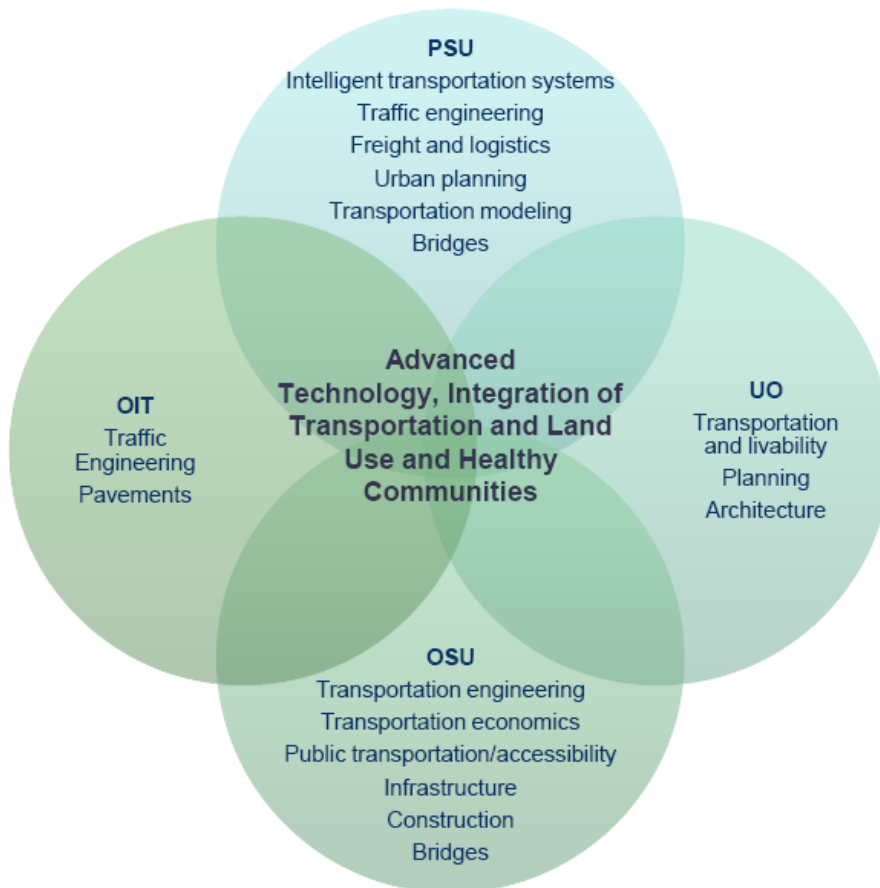 PSU
Intelligent transportation systems
Traffic engineering
Freight and logistics
Urban planning
Transportation modeling
Bridges
Advanced
Technology, Integration of
Transportation and Land
Use and Healthy
Communities
OIT
Traffic
Engineering
Pavements
UO
Transportation
and livability
Planning
Architecture
OSU
Transportation engineering
Transportation economics
Public transportation/accessibility
Infrastructure
Construction
Bridges